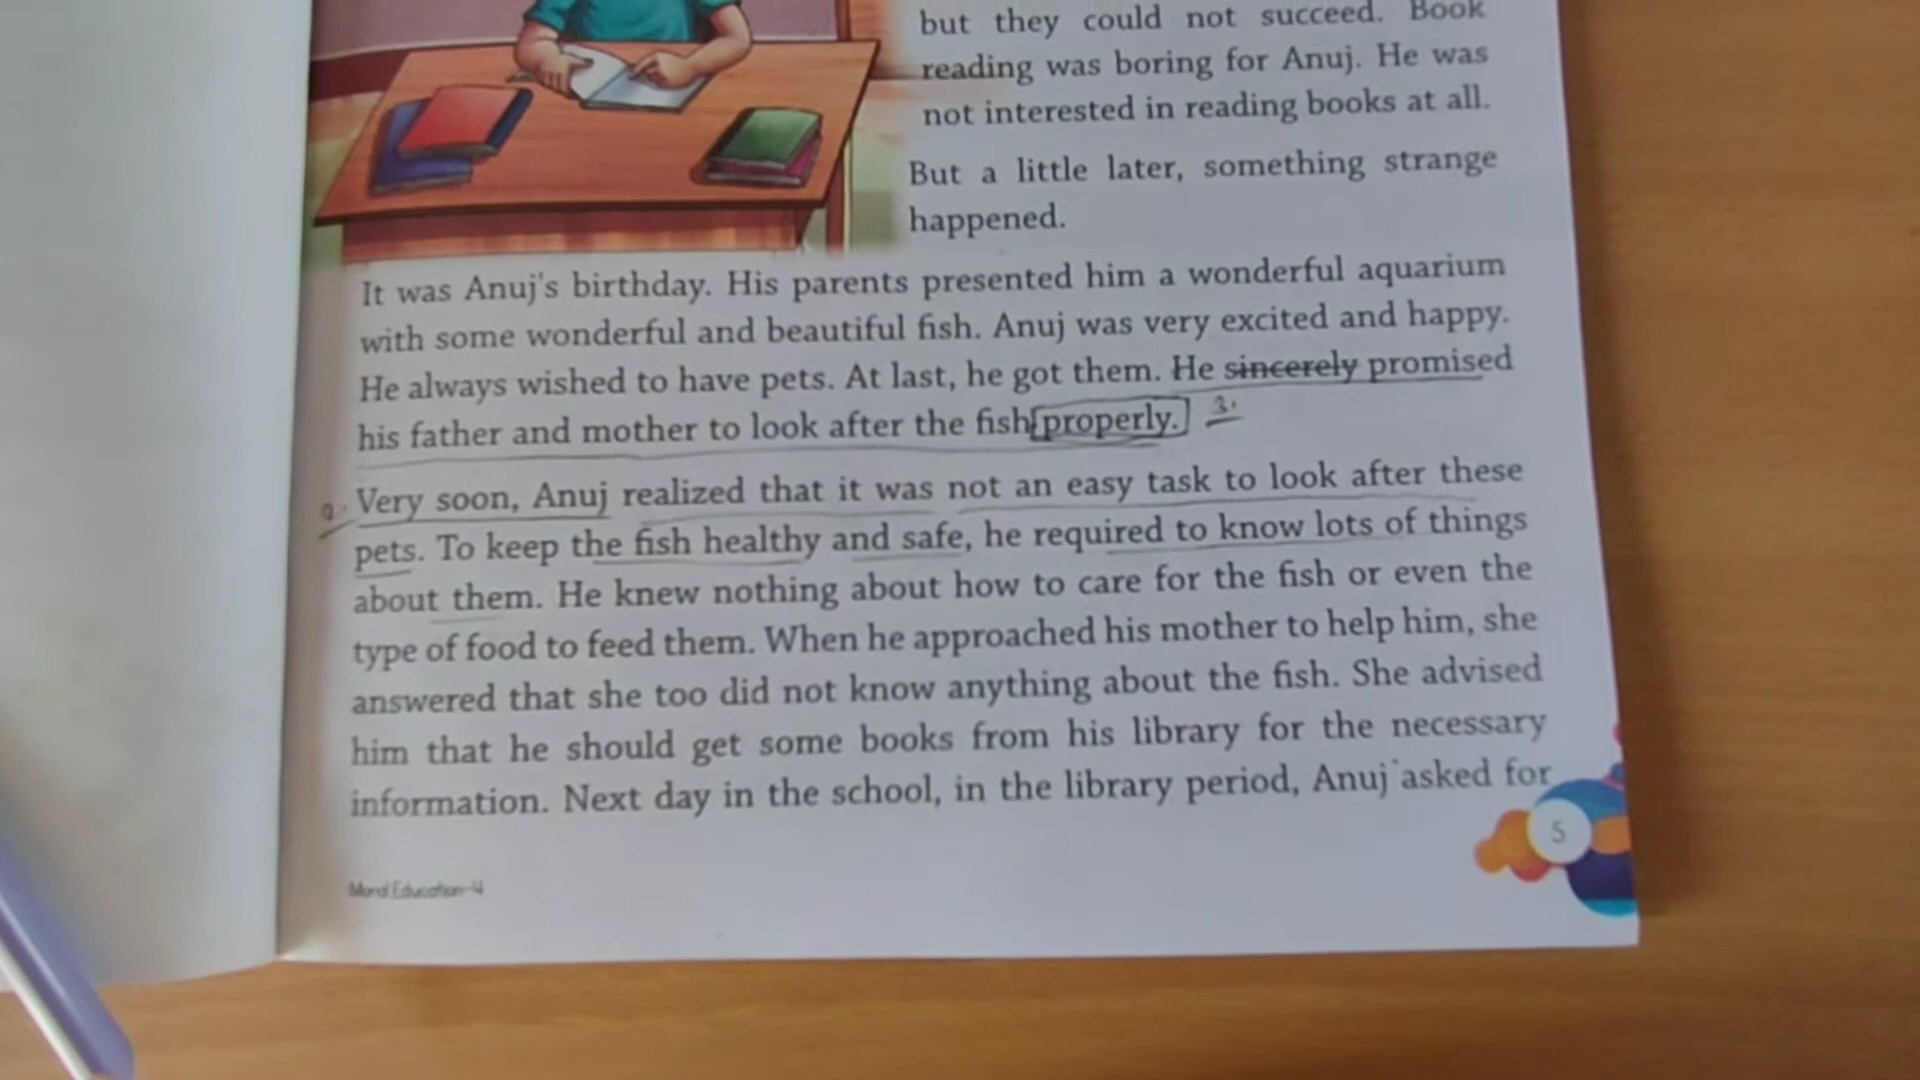 but they could not succeed. Book
reading was boring for Anuj. He was
not interested in reading books at all.
But a little later, something strange
happened.
It was Anuj's birthday. His parents presented him a wonderful aquarium
with some wonderful and beautiful fish. Anuj was very excited and happy.
He always wished to have pets. At last, he got them. He sincerely promised
his father and mother to look after the fish properly. 3.
Very soon, Anuj realized that it was not an easy task to look after these
pets. To keep the fish healthy and safe, he required to know lots of things
about them. He knew nothing about how to care for the fish or even the
type of food to feed them. When he approached his mother to help him, she
answered that she too did not know anything about the fish. She advised
him that he should get some books from his library for the necessary
information. Next day in the school, in the library period, Anuj asked for
5
Moral Education-4